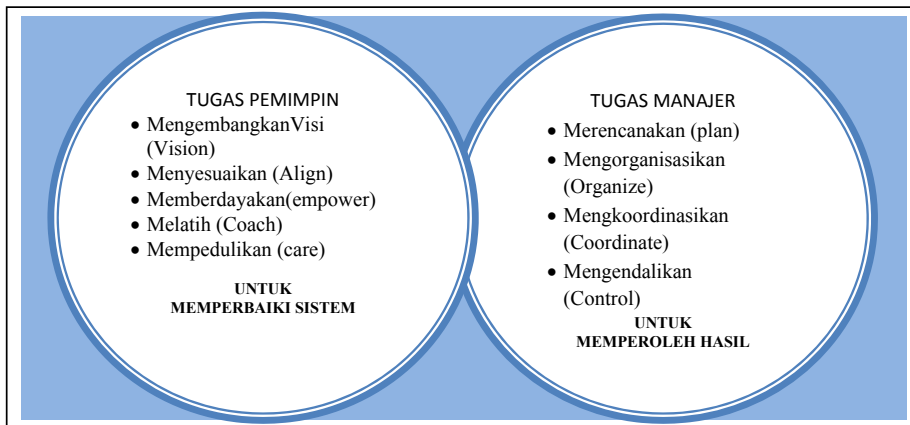 TUGAS PEMIMPIN
• MengembangkanVisi
(Vision)
• Menyesuaikan (Align)
• Memberdayakan(empower)
• Melatih (Coach)
• Mempedulikan (care)
UNTUK
MEMPERBAIKI SISTEM
TUGAS MANAJER
• Merencanakan (plan)
• Mengorganisasikan
(Organize)
• Mengkoordinasikan
(Coordinate)
• Mengendalikan
(Control)
UNTUK
MEMPEROLEH HASIL